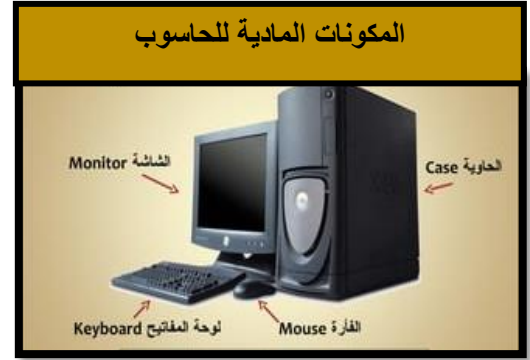 المكونات المادية للحاسوب
الشاشة Monitor
الحاوية Case
لوحة المفاتيح Keyboard
الفأرة Mouse